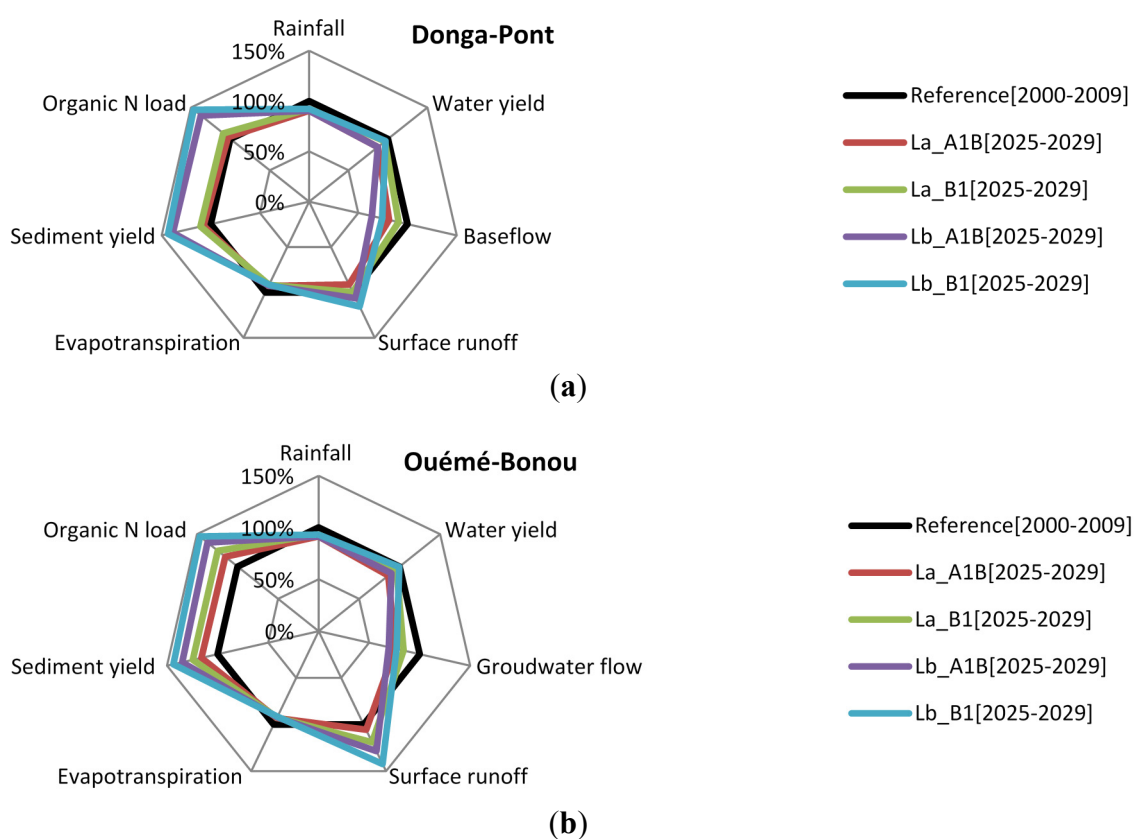 Rainfall
Donga-Pont
150%
Organic N load
100%
Water yield
50%
0%
Sediment yield
Baseflow
Evapotranspiration
Surface runoff
Reference[2000-2009]
La_A1B[2025-2029]
La_B1[2025-2029]
Lb_A1B[2025-2029]
Lb_B1[2025-2029]
(a)
Rainfall
Ouémé-Bonou
150%
Organic N load
100%
Water yield
50%
0%
Sediment yield
Groudwater flow
Evapotranspiration
Surface runoff
Reference[2000-2009]
La_A1B[2025-2029]
La_B1[2025-2029]
Lb_A1B[2025-2029]
Lb_B1[2025-2029]
(b)